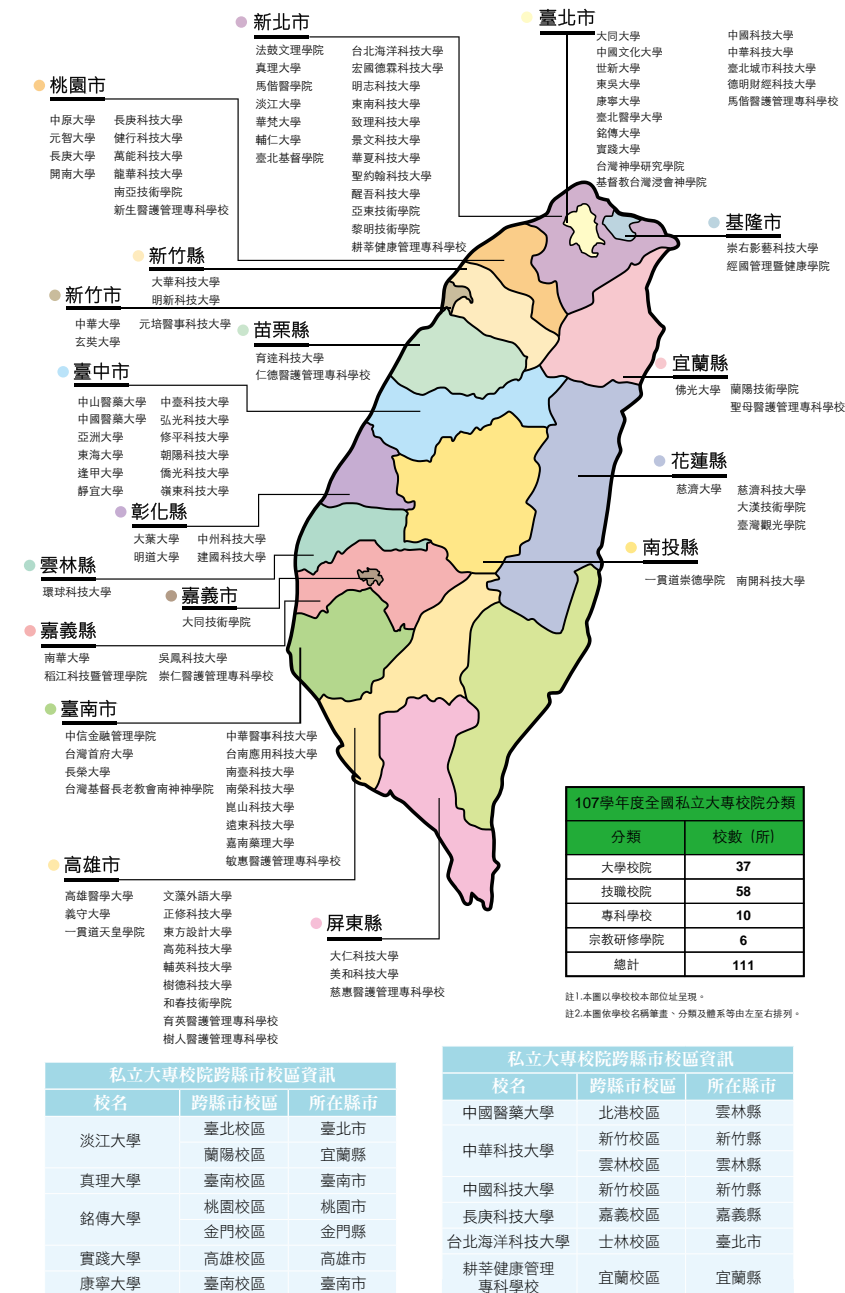 新北市
法鼓文理學院
真理大學
馬偕醫學院
淡江大學
華梵大學
輔仁大學
臺北基督學院
台北海洋科技大學
宏國德霖科技大學
明志科技大學
東南科技大學
致理科技大學
景文科技大學
華夏科技大學
聖約翰科技大學
醒吾科技大學
亞東技術學院
黎明技術學院
耕莘健康管理專科學校
臺北市
大同大學
中國文化大學
世新大學
東吳大學
康寧大學
臺北醫學大學
銘傳大學
實踐大學
台灣神學研究學院
基督教台灣浸會神學院
中國科技大學
中華科技大學
臺北城市科技大學
德明財經科技大學
馬偕醫護管理專科學校
桃園市
中原大學
元智大學
長庚大學
開南大學
長庚科技大學
健行科技大學
萬能科技大學
龍華科技大學
南亞技術學院
新生醫護管理專科學校
基隆市
崇右影藝科技大學
經國管理暨健康學院
新竹縣
大華科技大學
明新科技大學
新竹市
中華大學
玄奘大學
元培醫事科技大學
苗栗縣
育達科技大學
仁德醫護管理專科學校
宜蘭縣
佛光大學
蘭陽技術學院
聖母醫護管理專科學校
臺中市
中山醫藥大學
中國醫藥大學
亞洲大學
東海大學
逢甲大學
靜宜大學
中臺科技大學
弘光科技大學
修平科技大學
朝陽科技大學
僑光科技大學
嶺東科技大學
花蓮縣
慈濟大學
慈濟科技大學
大漢技術學院
臺灣觀光學院
彰化縣
大葉大學
明道大學
中州科技大學
建國科技大學
南投縣
一貫道崇德學院
南開科技大學
雲林縣
環球科技大學
嘉義市
大同技術學院
嘉義縣
南華大學
稻江科技暨管理學院
吳鳳科技大學
崇仁醫護管理專科學校
臺南市
中信金融管理學院
台灣首府大學
長榮大學
台灣基督長老教會南神神學院
中華醫事科技大學
台南應用科技大學
南臺科技大學
南榮科技大學
崑山科技大學
遠東科技大學
嘉南藥理大學
敏惠醫護管理專科學校
高雄市
高雄醫學大學
義守大學
一貫道天皇學院
文藻外語大學
正修科技大學
東方設計大學
高苑科技大學
輔英科技大學
樹德科技大學
和春技術學院
育英醫護管理專科學校
樹人醫護管理專科學校
屏東縣
大仁科技大學
美和科技大學
慈惠醫護管理專科學校
107學年度全國私立大專校院分類
分類 校數（所）
大學校院 37
技職校院 58
專科學校 10
宗教研修學院 6
總計 111
註1.本圖以學校校本部位址呈現。
註2.本圖依學校名稱筆畫、分類及體系等由左至右排列。
私立大專校院跨縣市校區資訊
校名 跨縣市校區 所在縣市
淡江大學 臺北校區 臺北市
蘭陽校區 宜蘭縣
真理大學 臺南校區 臺南市
銘傳大學 桃園校區 桃園市
金門校區 金門縣
實踐大學 高雄校區 高雄市
康寧大學 臺南校區 臺南市
私立大專校院跨縣市校區資訊
校名 跨縣市校區 所在縣市
中國醫藥大學 北港校區 雲林縣
中華科技大學 新竹校區 新竹縣
雲林校區 雲林縣
中國科技大學 新竹校區 新竹縣
長庚科技大學 嘉義校區 嘉義縣
台北海洋科技大學 士林校區 臺北市
耕莘健康管理
專科學校 宜蘭校區 宜蘭縣